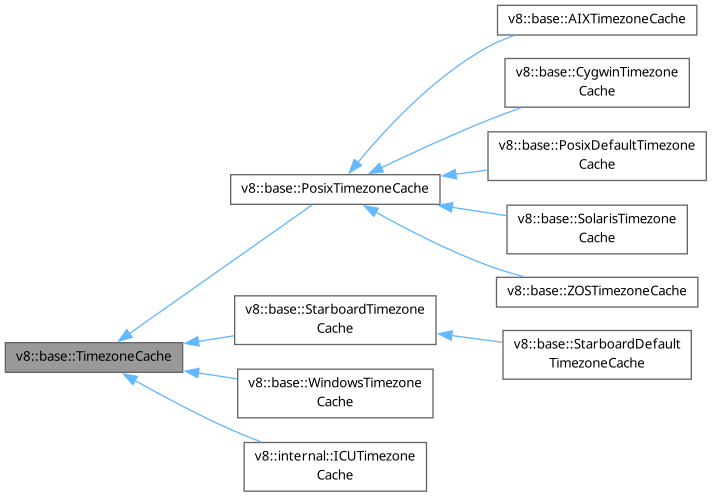 v8::base::AIXTimezoneCache
v8::base::CygwinTimezone
Cache
v8::base::PosixDefaultTimezone
Cache
v8::base::PosixTimezoneCache
v8::base::SolarisTimezone
Cache
v8::base::ZOSTimezoneCache
v8::base::StarboardTimezone
Cache
v8::base::StarboardDefault
TimezoneCache
v8::base::TimezoneCache
v8::base::WindowsTimezone
Cache
v8::internal::ICUTimezone
Cache